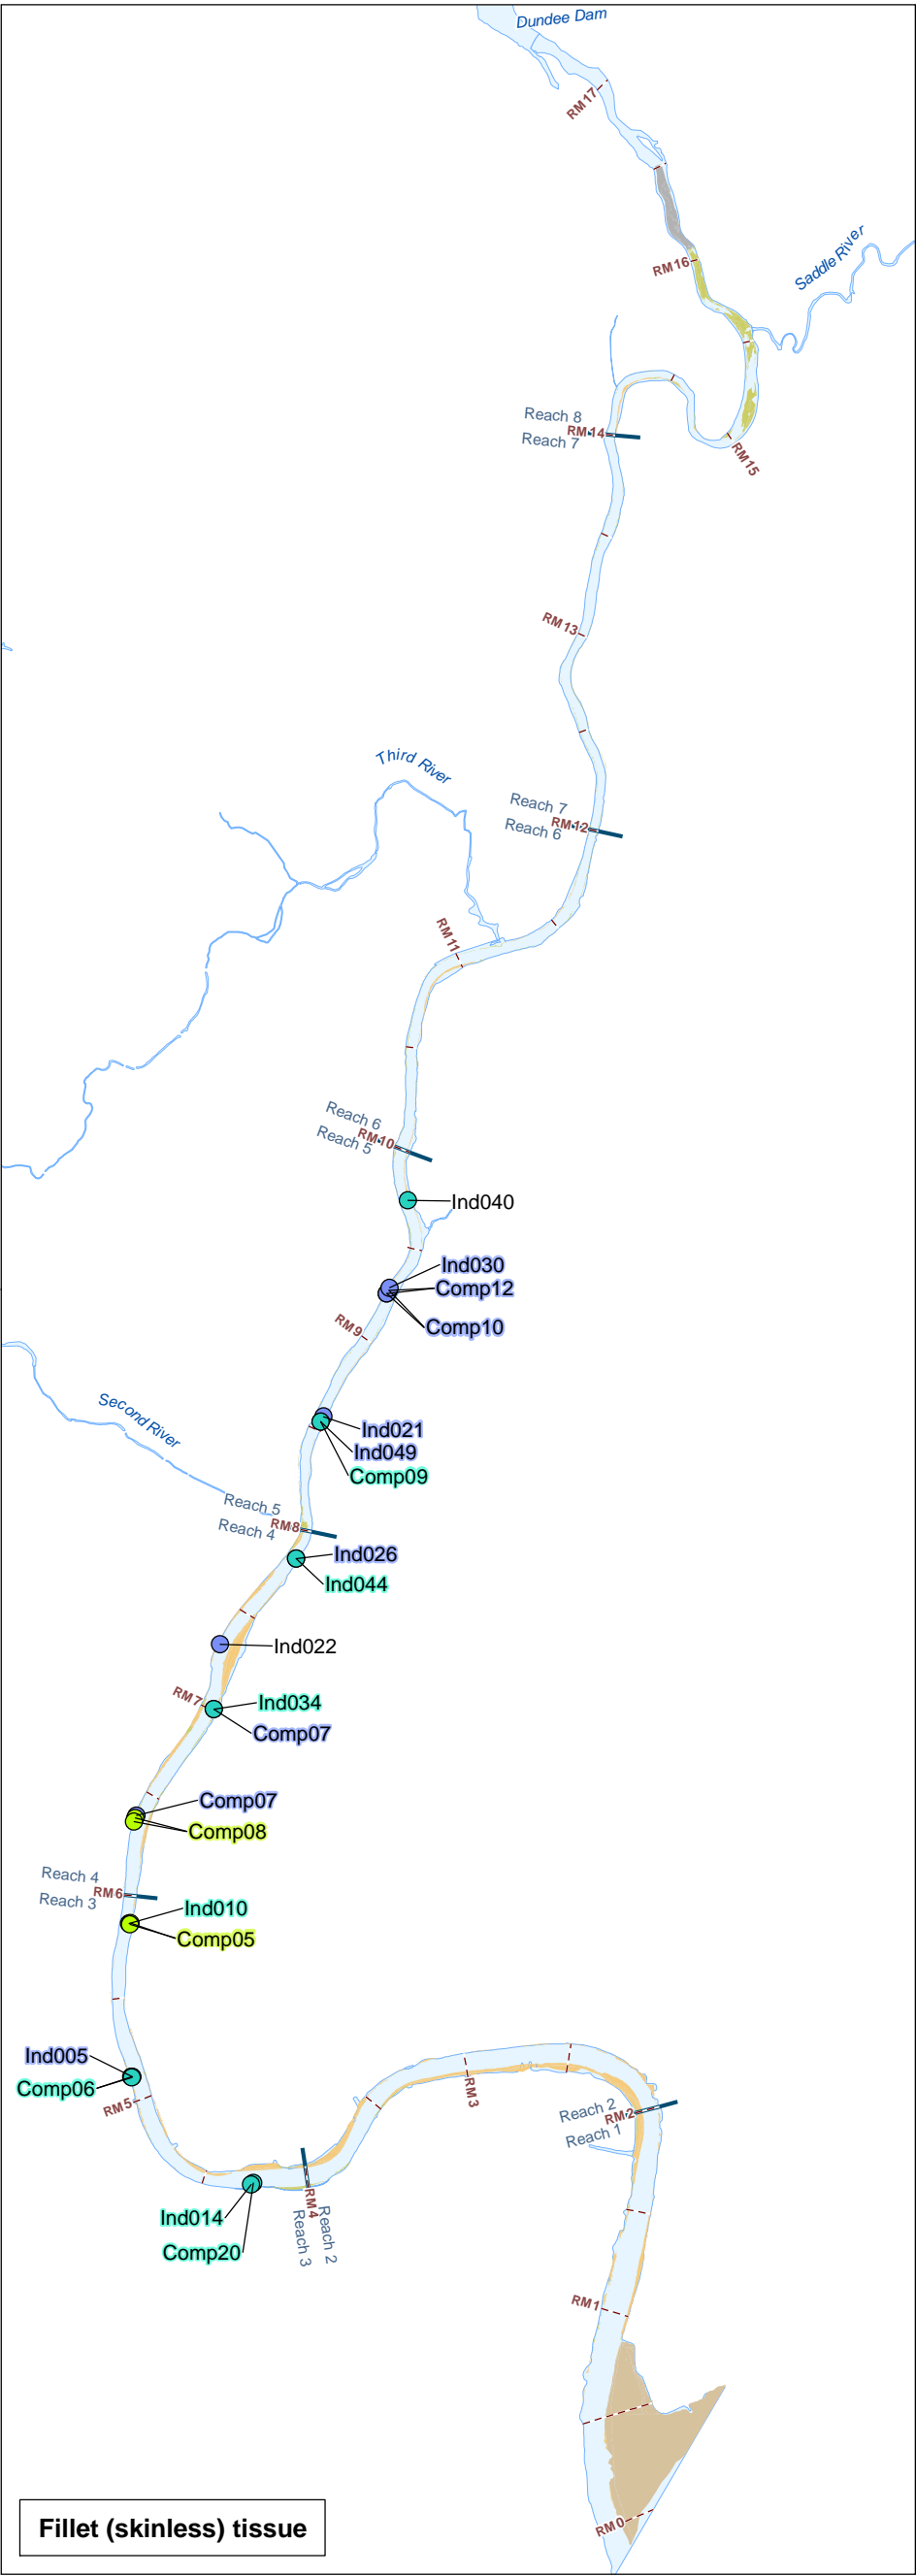 Dundee Dam
RM17
Saddle River
RM16
Reach 8
RM14
Reach 7
RM15
RM13
Third River
Reach 7
RM12
Reach 6
RM11
Reach 6
RM10
Reach 5
Ind040
Ind030
Comp12
Comp10
RM9
Second River
Ind021
Ind049
Comp09
Reach 5
RM8
Reach 4
Ind026
Ind044
Ind022
RM7
Ind034
Comp07
Comp07
Comp08
Reach 4
RM6
Reach 3
Ind010
Comp05
Ind005
Comp06
RM5
RM3
Reach 2
RM2
Reach 1
RM4
Reach 2
Reach 3
Ind014
Comp20
RM1
RM0
Fillet (skinless) tissue